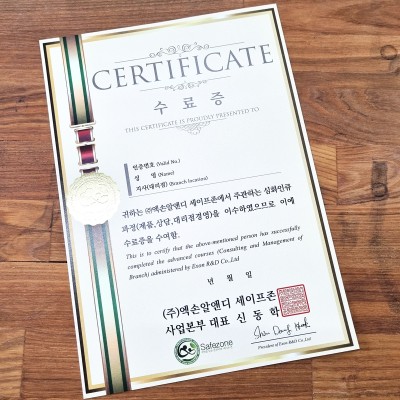 CERTIFICATE
수료증
THIS CERTIFICATE IS PROUDLY PRESENTED TO
인증번호 (Valid No.)
성 명 (Name)
지사(대리점) (Branch location)
귀하는 ㈜엑손알앤디 세이프존에서 주관하는 심화인큐
과정(제품,상담,대리점경영)을 이수하였으므로 이에
수료증을 수여함.
This is to certify that the above-mentioned person has successfully
completed the advanced courses (Consulting and Management of
Branch) administered by Exon R&D Co.,Ltd
년 월 일
(주)엑손알앤디 세이프존
사업본부 대표 신동학
Shin Dong Hak
Safezone
President of Exon R&D Co.,Ltd